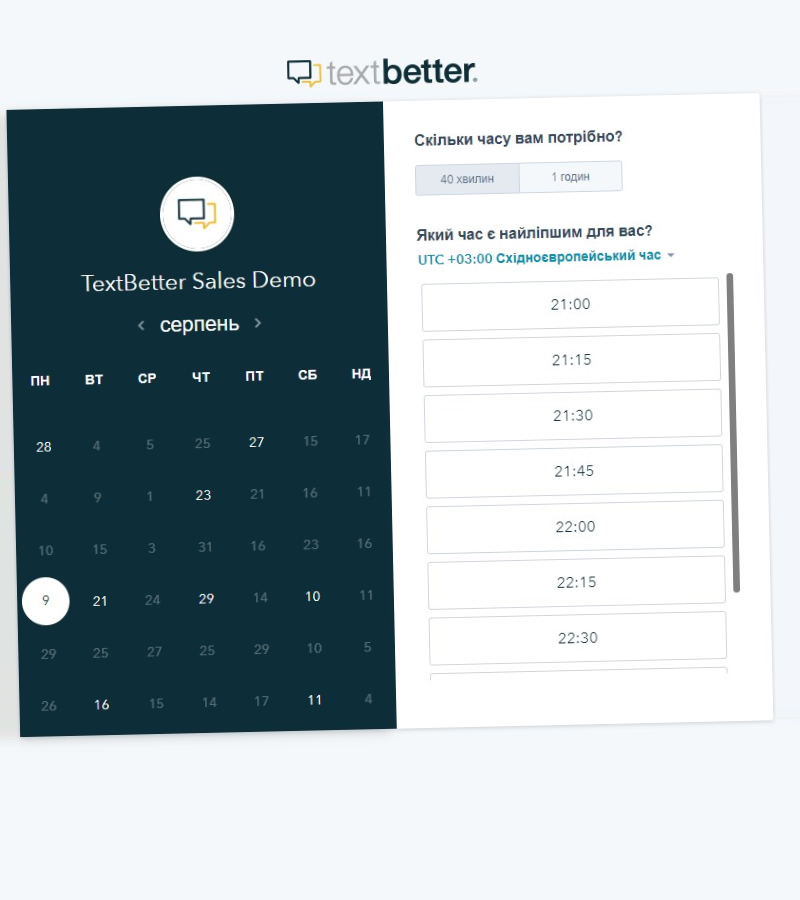 textbetter.
TextBetter Sales Demo
серпень
ПН ВТ СР ЧТ ПТ СБ НД
28 4 5 25 27 15 17
4 9 1 23 21 16 11
10 15 3 31 16 23 16
9 21 24 29 14 10 11
29 25 27 25 29 10 5
26 16 15 14 17 11 4
Скільки часу вам потрібно?
40 хвилин 1 годин
Який час є найліпшим для вас?
UTC +03:00 Східноєвропейський час
21:00
21:15
21:30
21:45
22:00
22:15
22:30